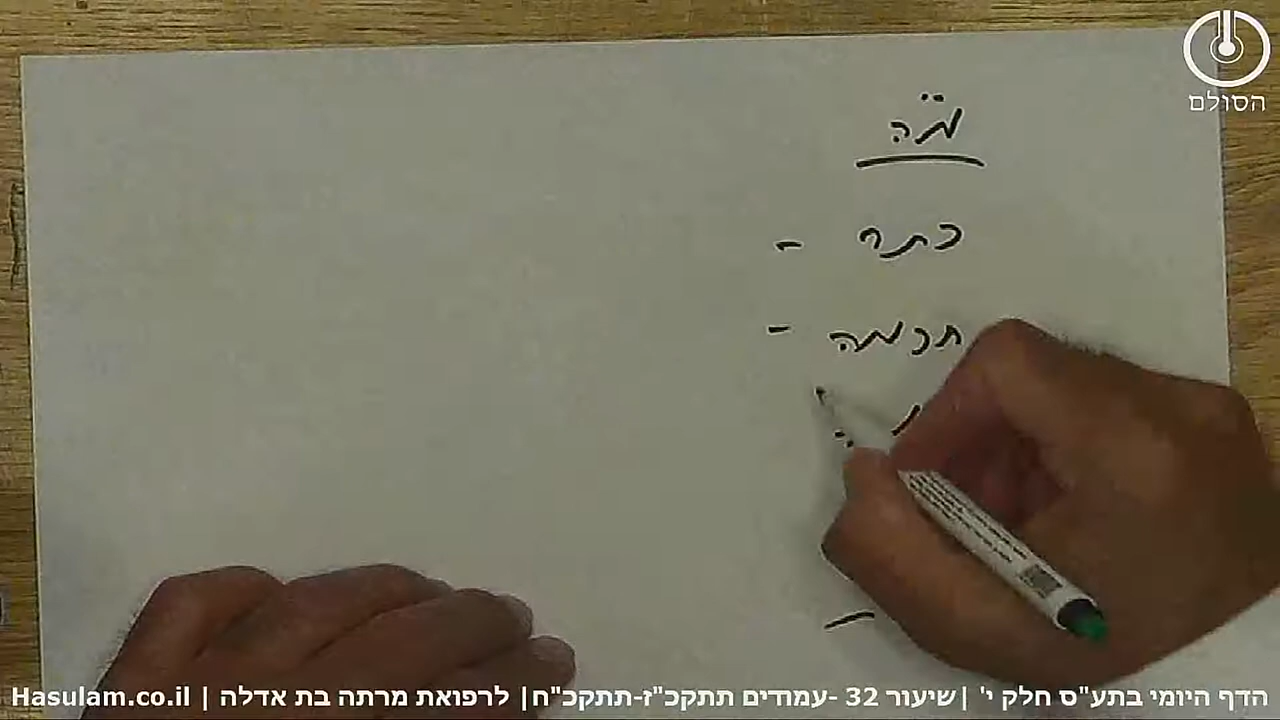 הסולם
מ"ה
כתר -
חכמה -
הדף היומי בתע"ס חלק י' | שיעור 32 -עמודים תתקכ"ז-תתקכ"ח| לרפואת מרתה בת אדלה | Hasulam.co.il